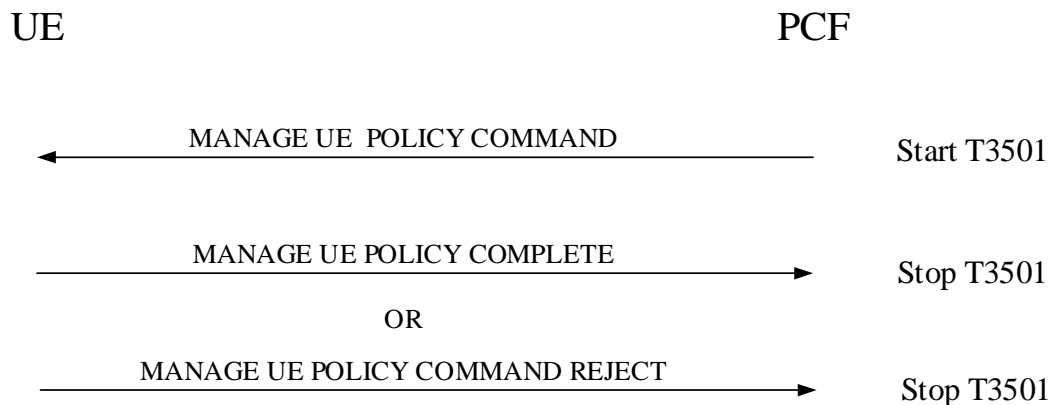 UE PCF
MANAGE UE POLICY COMMAND Start T3501
MANAGE UE POLICY COMPLETE Stop T3501
OR
MANAGE UE POLICY COMMAND REJECT Stop T3501